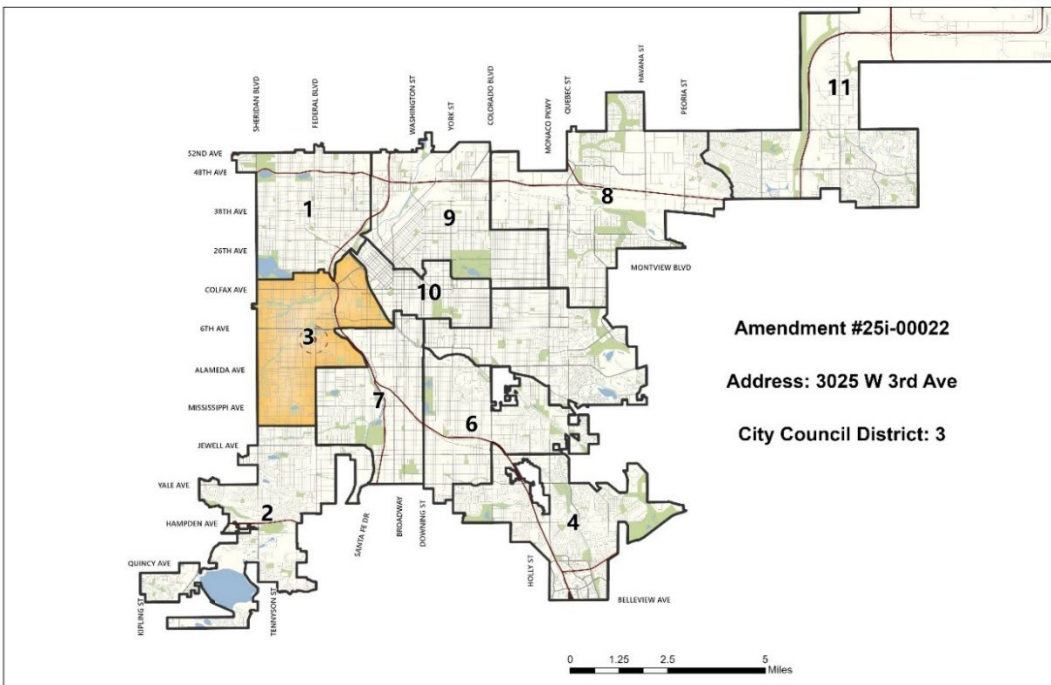 SHERIDAN BLVD
FEDERAL BLVD
WASHINGTON ST
YORK ST
COLORADO BLVD
MONACO PKWY
QUEBEC ST
HAVANA ST
PEORIA ST
11
52ND AVE
48TH AVE
1
8
38TH AVE
9
26TH AVE
MONTVIEW BLVD
COLFAX AVE
10
6TH AVE
3
Amendment #25i-00022
ALAMEDA AVE
Address: 3025 W 3rd Ave
7
MISSISSIPPI AVE
6
City Council District: 3
JEWELL AVE
YALE AVE
2
HAMPDEN AVE
4
SANTA FE DR
BROADWAY
DOWNING ST
QUINCY AVE
HOLLY ST
KIPLING ST
TENNYSON ST
BELLEVIEW AVE
0 1.25 2.5 5
Miles